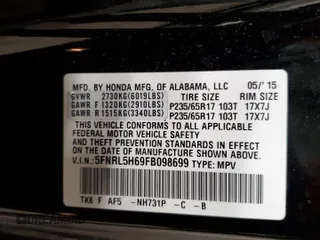 MFD. BY HONDA MFG. OF ALABAMA, LLC 05/'15
GVWR 2730KG(6019LBS) TIRE SIZE RIM SIZE
GAWR F 1320KG(2910LBS) P235/65R17 103T 17X7J
GAWR R 1515KG(3340LBS) P235/65R17 103T 17X7J
THIS VEHICLE CONFORMS TO ALL APPLICABLE
FEDERAL MOTOR VEHICLE SAFETY AND THEFT
PREVENTION STANDARDS IN EFFECT ON THE DATE OF
MANUFACTURE SHOWN ABOVE.
5FNRL5H69FB098699 TYPE: MPV
TK8 F AF5 -NH731P -C -B